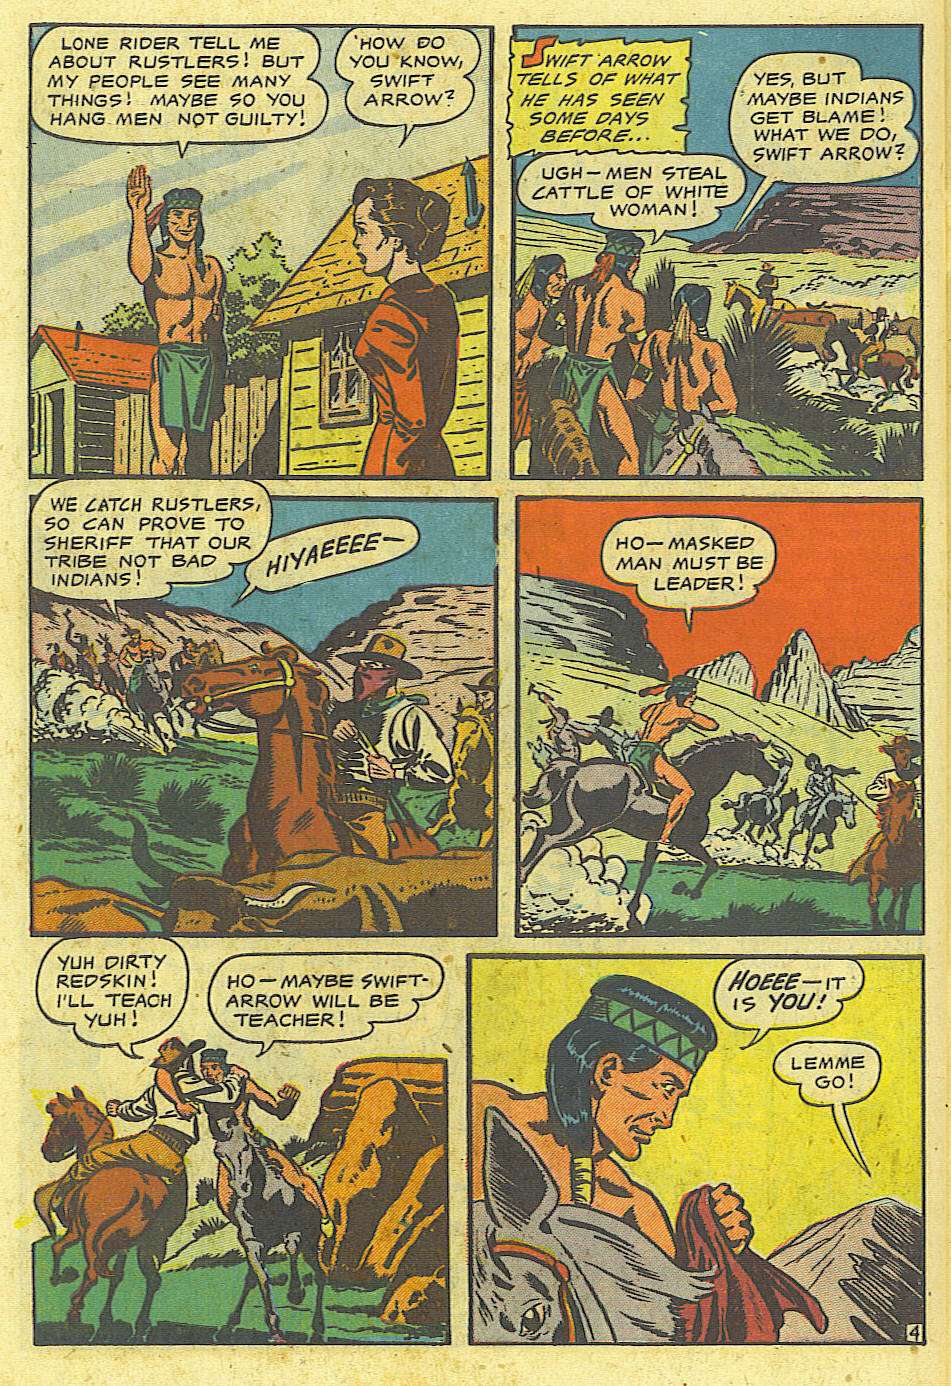 LONE RIDER TELL ME
ABOUT RUSTLERS! BUT
MY PEOPLE SEE MANY
THINGS! MAYBE SO YOU
HANG MEN NOT GUILTY!
HOW DO
YOU KNOW,
SWIFT
ARROW?
SWIFT ARROW
TELLS OF WHAT
HE HAS SEEN
SOME DAYS
BEFORE...
UGH—MEN STEAL
CATTLE OF WHITE
WOMAN!
YES, BUT
MAYBE INDIANS
GET BLAME!
WHAT WE DO,
SWIFT ARROW?
WE CATCH RUSTLERS,
SO CAN PROVE TO
SHERIFF THAT OUR
TRIBE NOT BAD
INDIANS!
HIYAEEEE—
HO—MASKED
MAN MUST BE
LEADER!
YUH DIRTY
REDSKIN!
I'LL TEACH
YUH!
HO—MAYBE SWIFT-
ARROW WILL BE
TEACHER!
HOEEE—IT
IS YOU!
LEMME
GO!
4